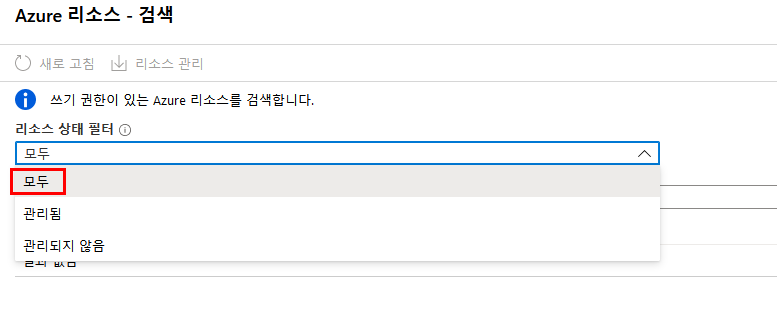 Azure 리소스 - 검색
새로 고침 리소스 관리
쓰기 권한이 있는 Azure 리소스를 검색합니다.
리소스 상태 필터
모두
모두
관리됨
관리되지 않음
없음